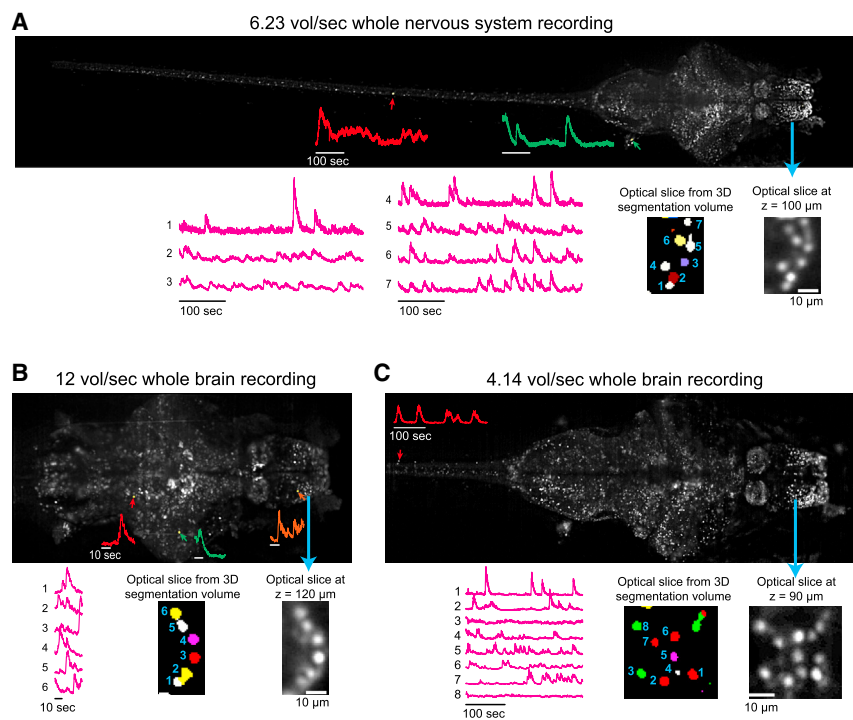 A
6.23 vol/sec whole nervous system recording
100 sec
1
2
3
100 sec
4
5
6
7
100 sec
Optical slice from 3D
segmentation volume
7
6
5
4
3
2
1
Optical slice at
z = 100 µm
10 µm
B
12 vol/sec whole brain recording
10 sec
1
2
3
4
5
6
10 sec
Optical slice from 3D
segmentation volume
6
5
4
3
2
1
Optical slice at
z = 120 µm
10 µm
C
4.14 vol/sec whole brain recording
100 sec
1
2
3
4
5
6
7
8
100 sec
Optical slice from 3D
segmentation volume
8
6
7
5
3
4
1
2
Optical slice at
z = 90 µm
10 µm